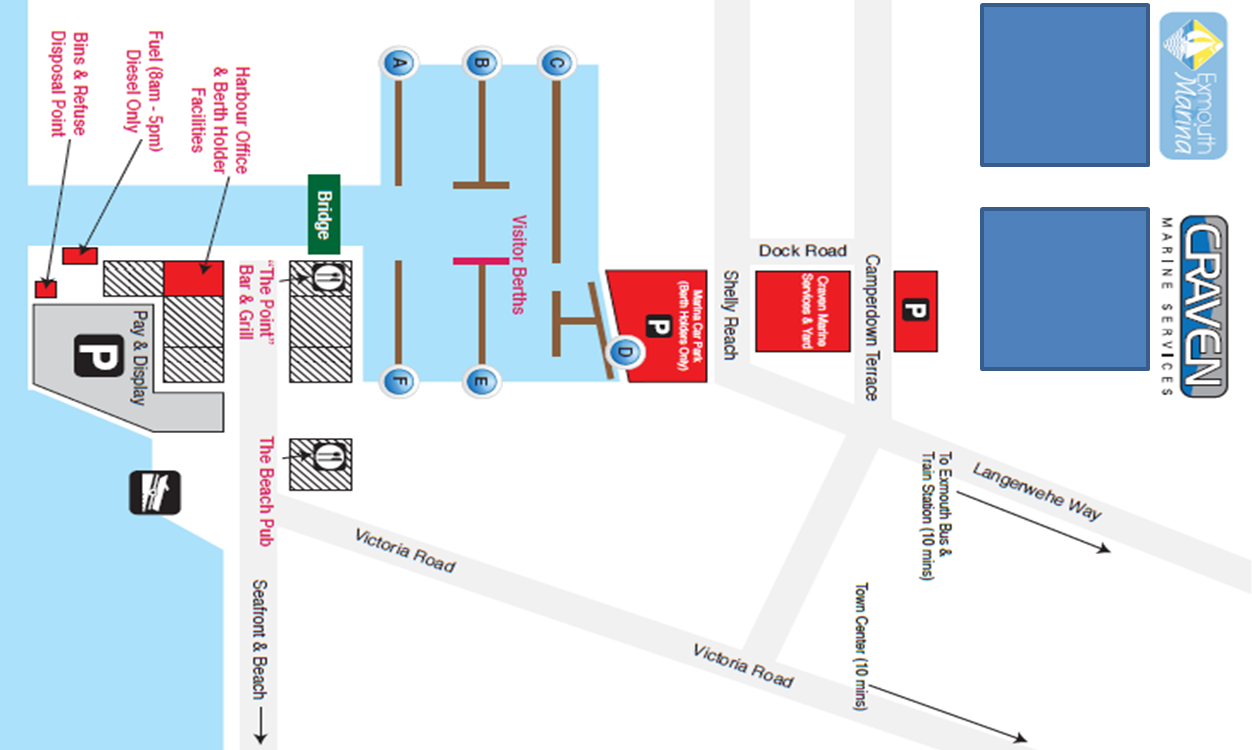 Exmouth
Marina
CRAVEN
MARINE SERVICES
Bins & Refuse
Disposal Point
Fuel (8am - 5pm)
Diesel Only
Harbour Office
& Berth Holder
Facilities
A
B
C
D
E
F
Bridge
Visitor Berths
"The Point"
Bar & Grill
P
Pay & Display
The Beach Pub
Seafront & Beach
Marina Car Park
(Berth Holders Only)
P
Shelly Reach
Dock Road
Craven Marine
Services & Yard
Camperdown Terrace
P
Langerwehe Way
To Exmouth Bus &
Train Station (10 mins)
Town Center (10 mins)
Victoria Road
Victoria Road